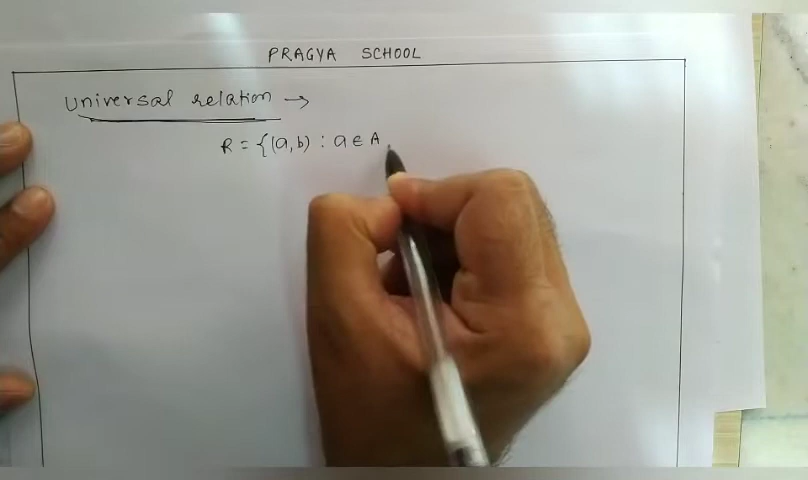 PRAGYA SCHOOL
Universal relation →
R = {(a,b) : a ∈ A